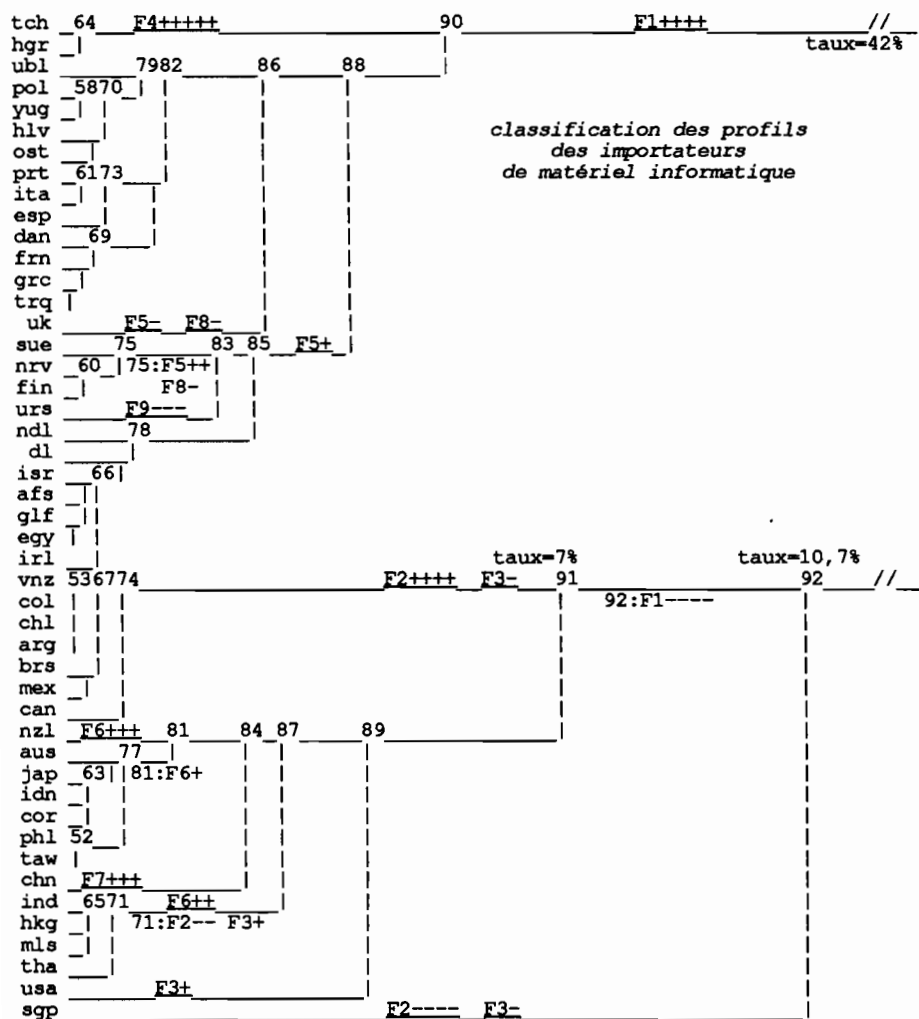 tch 64 F4+++++ 90 F1++++ //
hgr taux=42%
ubl 7982 86 88
pol 5870
yug
hlv classification des profils
ost des importateurs
prt 6173 de matériel informatique
ita
esp
dan 69
frn
grc
trq
uk F5- F8-
sue 75 83 85 F5+
nrv 60 75:F5++
fin F8-
urs F9---
ndl 78
dl
isr 66
afs
glf
egy
irl taux=7% taux=10,7%
vnz 536774 F2++++ F3- 91 92 //
col 92:F1----
chl
arg
brs
mex
can
nzl F6+++ 81 84 87 89
aus 77
jap 63 81:F6+
idn
cor
phl 52
taw
chn F7+++
ind 6571 F6++
hkg 71:F2-- F3+
mls
tha
usa F3+
sgp F2---- F3-